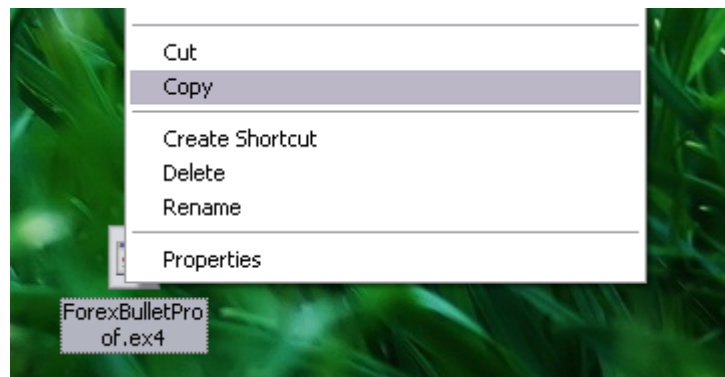 Cut
Copy
Create Shortcut
Delete
Rename
Properties
ForexBulletPro
of.ex4